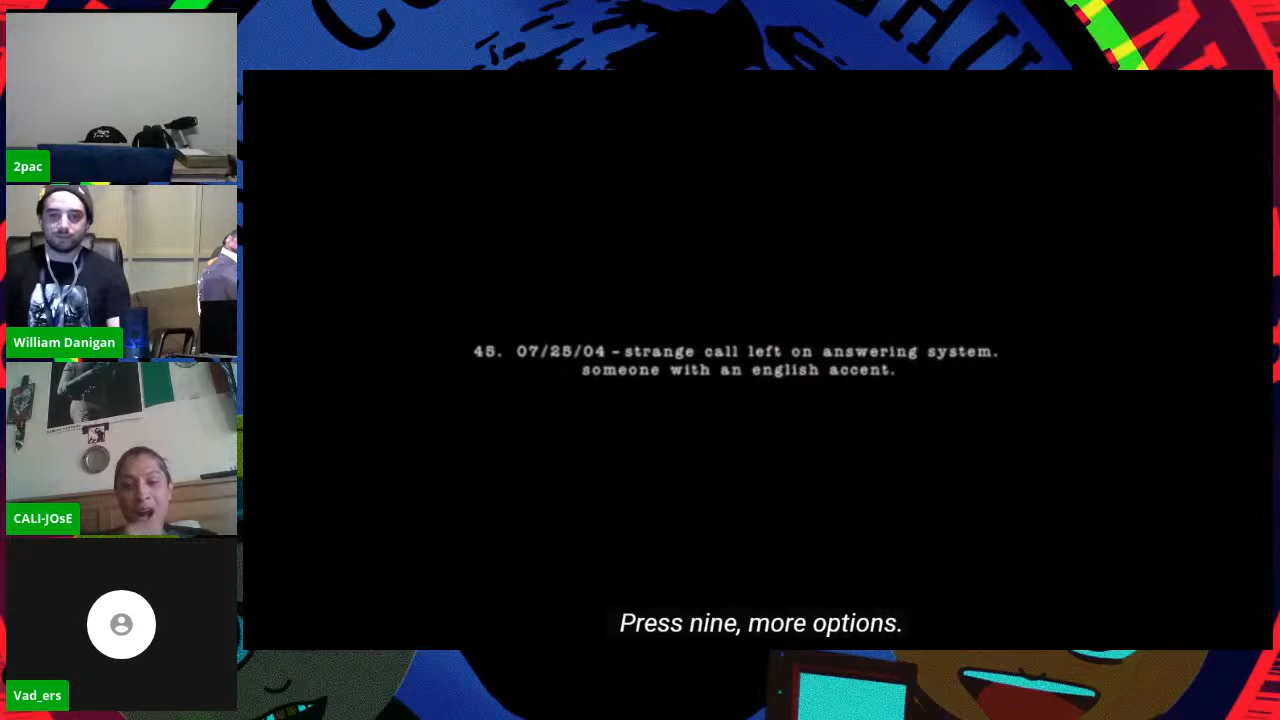 2pac
William Danigan
CALI-JOsE
Vad_ers
45. 07/25/04 - strange call left on answering system.
someone with an english accent.
Press nine, more options.